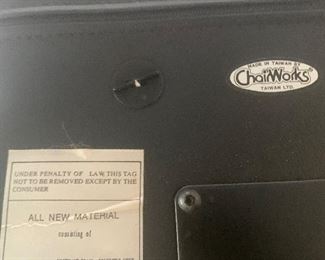 MADE IN TAIWAN BY
ChairWorks®
TAIWAN LTD.
UNDER PENALTY OF LAW THIS TAG
NOT TO BE REMOVED EXCEPT BY THE
CONSUMER
ALL NEW MATERIAL
consisting of